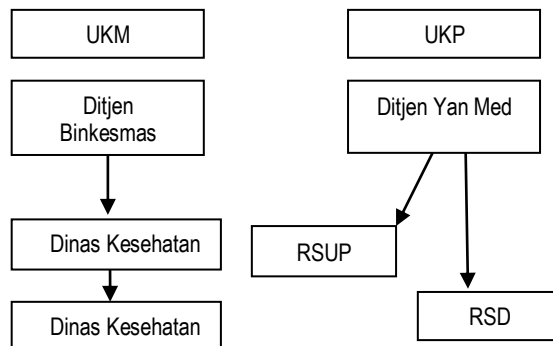 UKM
UKP
Ditjen
Binkesmas
Ditjen Yan Med
Dinas Kesehatan
RSUP
Dinas Kesehatan
RSD